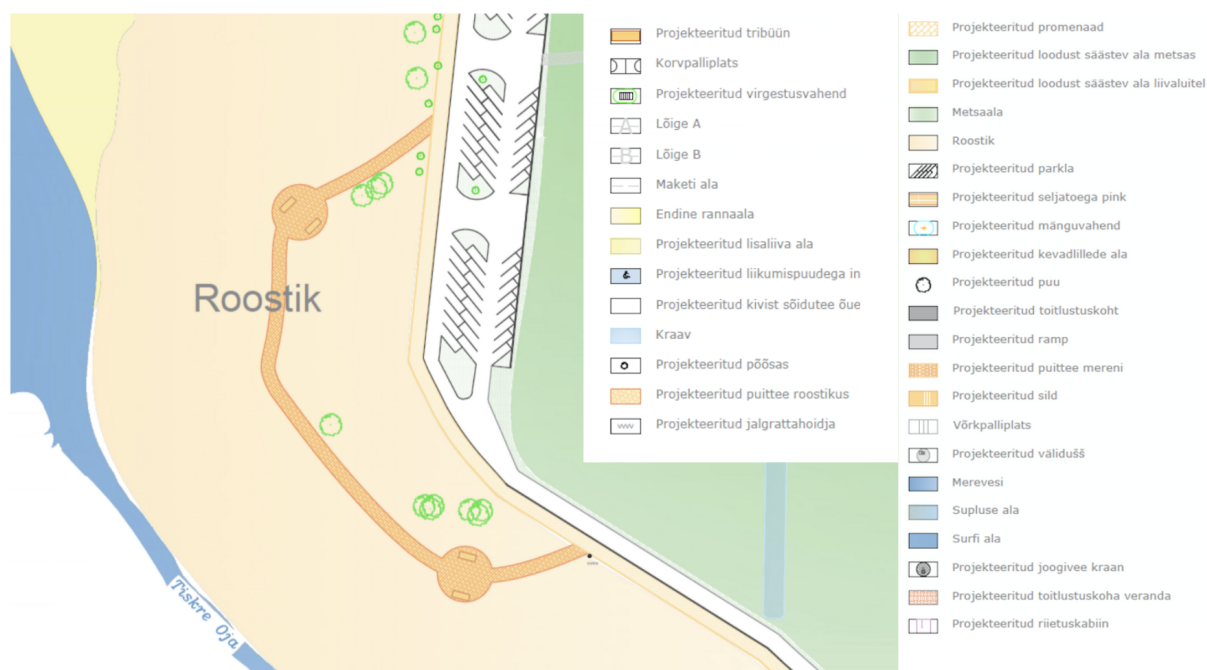 Roostik
Tiskre Oja
Projekteeritud tribüün
Korvpalliplats
Projekteeritud virgestusvahend
A
Lõige A
B
Lõige B
Maketi ala
Endine rannaala
Projekteeritud lisaliiva ala
Projekteeritud liikumispuudega in
Projekteeritud kivist sõidutee õue
Kraav
Projekteeritud põõsas
Projekteeritud puittee roostikus
Projekteeritud jalgrattahoidja
Projekteeritud promenaad
Projekteeritud loodust säästev ala metsas
Projekteeritud loodust säästev ala liivaluitel
Metsaala
Roostik
Projekteeritud parkla
Projekteeritud seljatoega pink
Projekteeritud mänguvahend
Projekteeritud kevadlillede ala
Projekteeritud puu
Projekteeritud toitlustuskoht
Projekteeritud ramp
Projekteeritud puittee mereni
Projekteeritud sild
Võrkpalliplats
Projekteeritud välidušš
Merevesi
Supluse ala
Surfi ala
Projekteeritud joogivee kraan
Projekteeritud toitlustuskoha veranda
Projekteeritud riietuskabiin